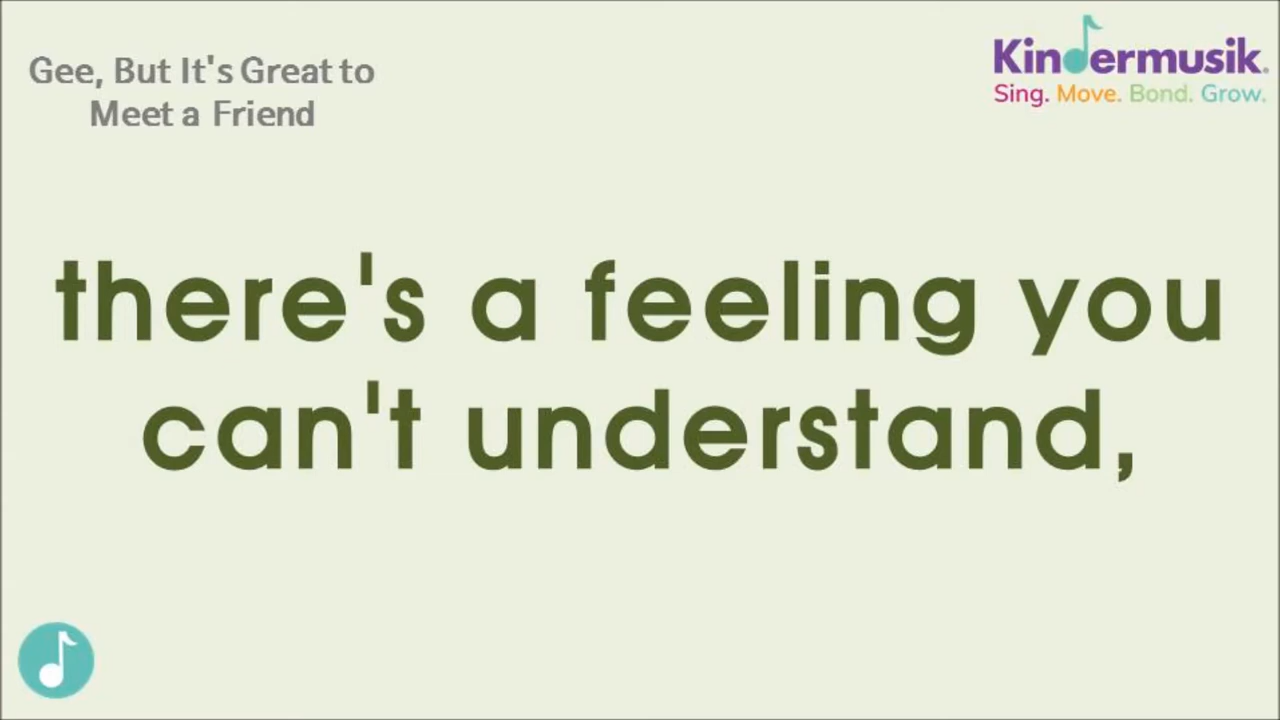 Gee, But It's Great to
Meet a Friend
Kindermusik.
Sing. Move. Bond. Grow.
there's a feeling you
can't understand,